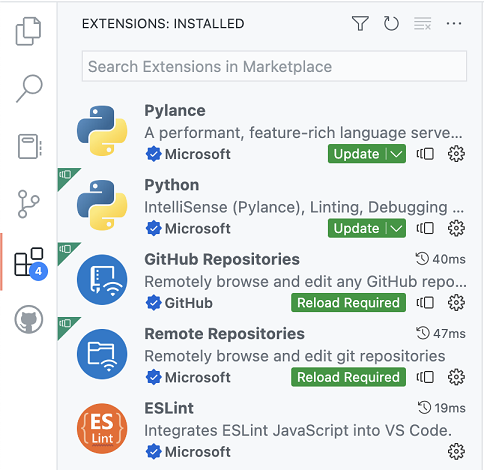 EXTENSIONS: INSTALLED
Search Extensions in Marketplace
Pylance
A performant, feature-rich language serve...
Microsoft Update
Python
IntelliSense (Pylance), Linting, Debugging ...
Microsoft Update
GitHub Repositories 40ms
Remotely browse and edit any GitHub repo...
GitHub Reload Required
4
Remote Repositories 47ms
Remotely browse and edit git repositories
Microsoft Reload Required
ESLint 19ms
ES
Lint
Integrates ESLint JavaScript into VS Code.
Microsoft